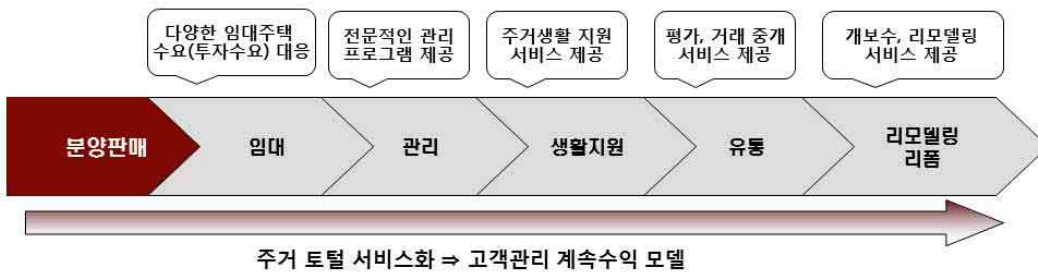 다양한 임대주택
수요(투자수요) 대응
전문적인 관리
프로그램 제공
주거생활 지원
서비스 제공
평가, 거래 중개
서비스 제공
개보수, 리모델링
서비스 제공
분양판매
임대
관리
생활지원
유통
리모델링
리폼
주거 토털 서비스화 ⇒ 고객관리 계속수익 모델